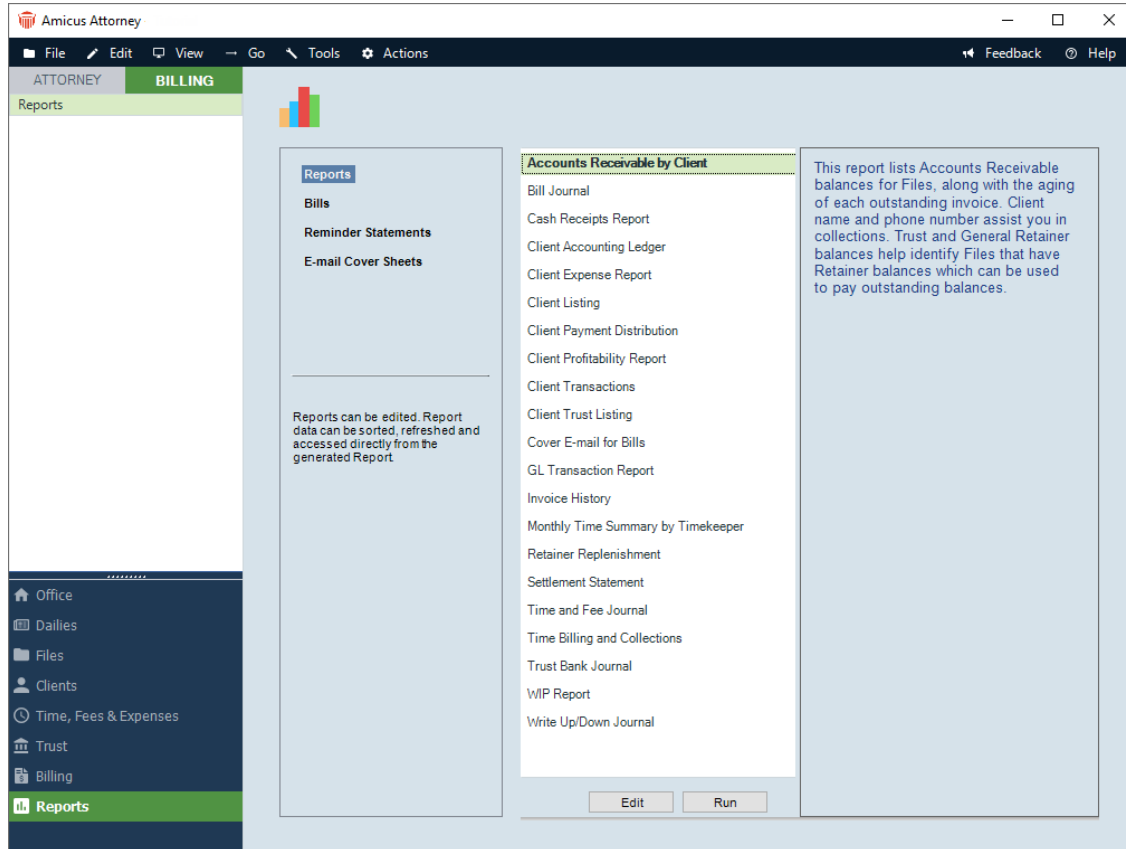 Amicus Attorney
File Edit View Go Tools Actions Feedback Help
ATTORNEY BILLING
Reports
Reports
Bills
Reminder Statements
E-mail Cover Sheets
Reports can be edited. Report
data can be sorted, refreshed and
accessed directly from the
generated Report.
Accounts Receivable by Client
Bill Journal
Cash Receipts Report
Client Accounting Ledger
Client Expense Report
Client Listing
Client Payment Distribution
Client Profitability Report
Client Transactions
Client Trust Listing
Cover E-mail for Bills
GL Transaction Report
Invoice History
Monthly Time Summary by Timekeeper
Retainer Replenishment
Settlement Statement
Time and Fee Journal
Time Billing and Collections
Trust Bank Journal
WIP Report
Write Up/Down Journal
Edit Run
This report lists Accounts Receivable
balances for Files, along with the aging
of each outstanding invoice. Client
name and phone number assist you in
collections. Trust and General Retainer
balances help identify Files that have
Retainer balances which can be used
to pay outstanding balances.
Office
Dailies
Files
Clients
Time, Fees & Expenses
Trust
Billing
Reports